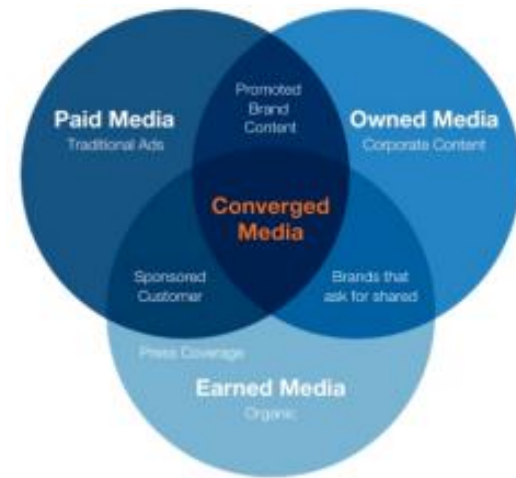 Promoted
Brand
Content
Paid Media
Traditional Ads
Owned Media
Corporate Content
Converged
Media
Sponsored
Customer
Brands that
ask for shared
Press Coverage
Earned Media
Organic